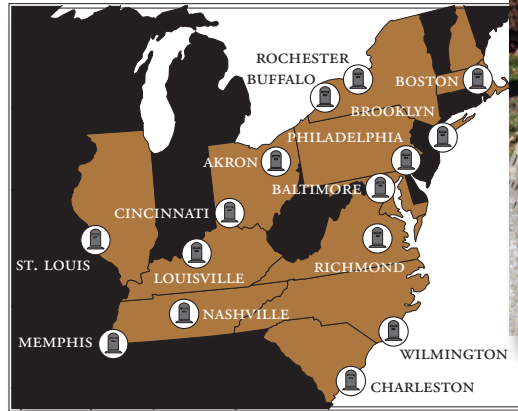 ROCHESTER
BUFFALO
BOSTON
BROOKLYN
PHILADELPHIA
AKRON
BALTIMORE
CINCINNATI
ST. LOUIS
LOUISVILLE
RICHMOND
NASHVILLE
MEMPHIS
WILMINGTON
CHARLESTON